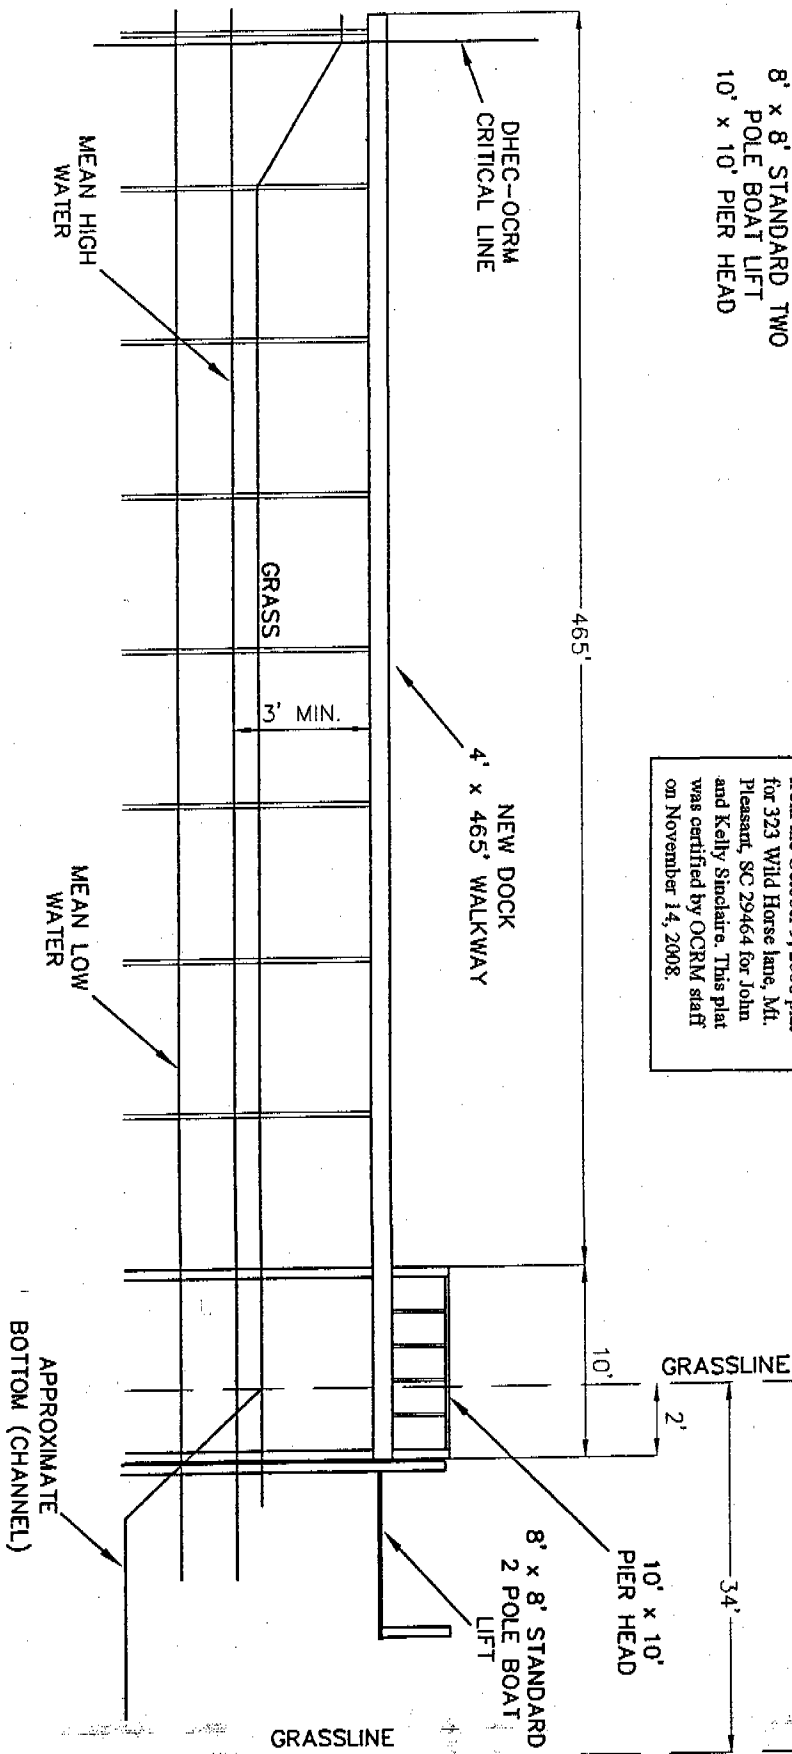 8' x 8' STANDARD TWO
POLE BOAT LIFT
10' x 10' PIER HEAD
for 323 Wild Horse lane, Mt.
Pleasant, SC 29464 for John
and Kelly Sinclaire. This plat
was certified by OCRM staff
on November 14, 2008.
465'
10'
GRASSLINE
2'
34'
DHEC-OCRM
CRITICAL LINE
NEW DOCK
4' x 465' WALKWAY
10' x 10'
PIER HEAD
8' x 8' STANDARD
2 POLE BOAT
LIFT
GRASS
3' MIN.
MEAN HIGH
WATER
MEAN LOW
WATER
APPROXIMATE
BOTTOM (CHANNEL)
GRASSLINE